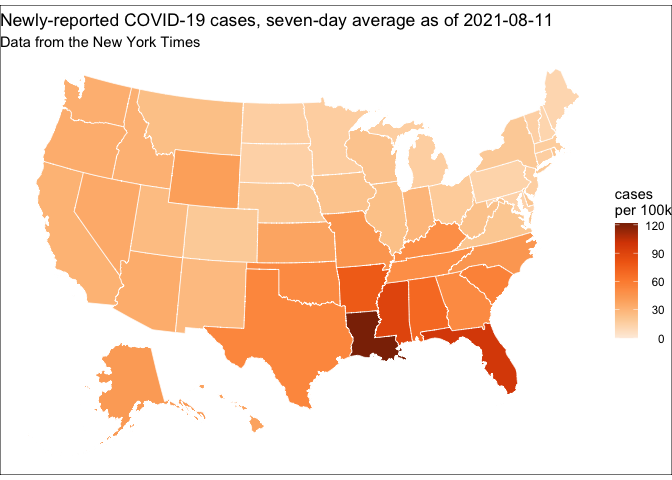 Newly-reported COVID-19 cases, seven-day average as of 2021-08-11
Data from the New York Times
cases
per 100k
120
90
60
30
0